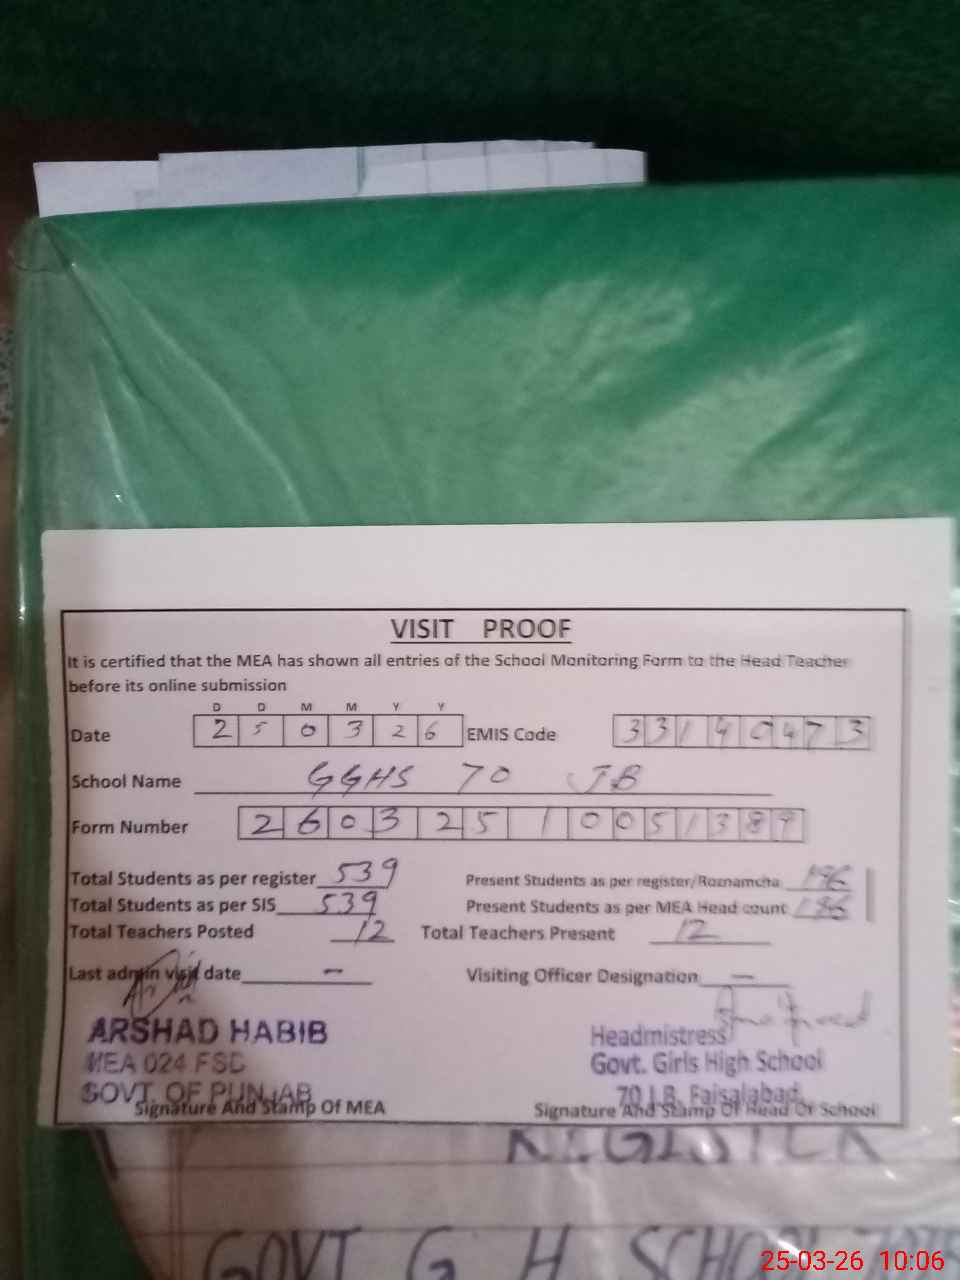 VISIT PROOF
It is certified that the MEA has shown all entries of the School Monitoring Form to the Head Teacher
before its online submission
D D M M Y Y
Date 2 5 0 3 2 6 EMIS Code 3 3 1 4 0 4 7 3
School Name GGHS 70 JB
Form Number 2 6 0 3 2 5 1 0 0 5 1 3 8 9
Total Students as per register 539 Present Students as per register/Roznamcha
Total Students as per SIS 539 Present Students as per MEA Head count
Total Teachers Posted 12 Total Teachers Present 12
Last admin visit date - Visiting Officer Designation -
ARSHAD HABIB Headmistress
MEA 024 FSD Govt. Girls High School
GOVT. OF PUNJAB 70 J.B. Faisalabad
Signature And Stamp Of MEA Signature And Stamp Of Head Of School
REGISTER
GOVT G H SCHOOL
25-03-26 10:06